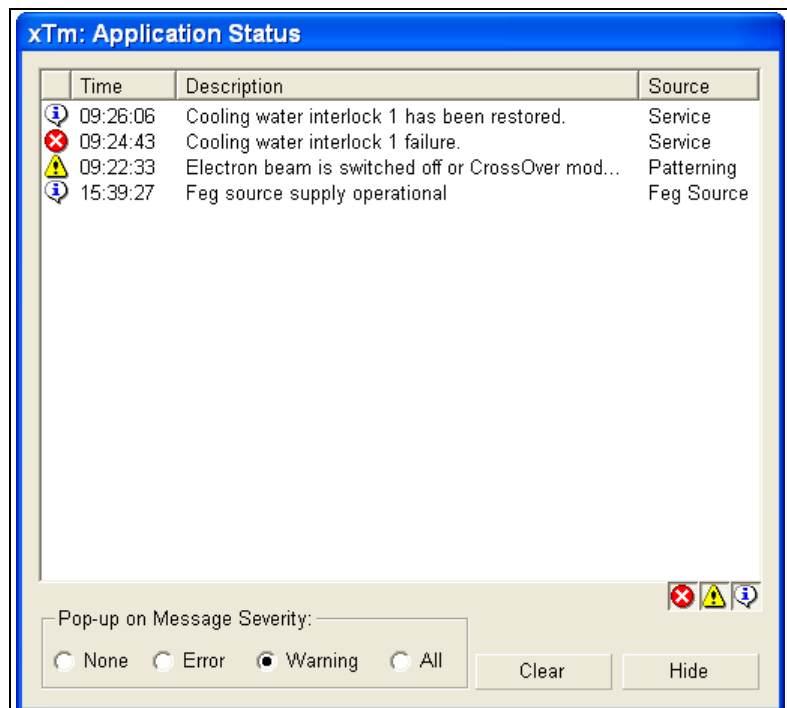 xTm: Application Status
Time Description Source
09:26:06 Cooling water interlock 1 has been restored. Service
09:24:43 Cooling water interlock 1 failure. Service
09:22:33 Electron beam is switched off or CrossOver mod... Patterning
15:39:27 Feg source supply operational Feg Source
Pop-up on Message Severity:
None Error Warning All Clear Hide